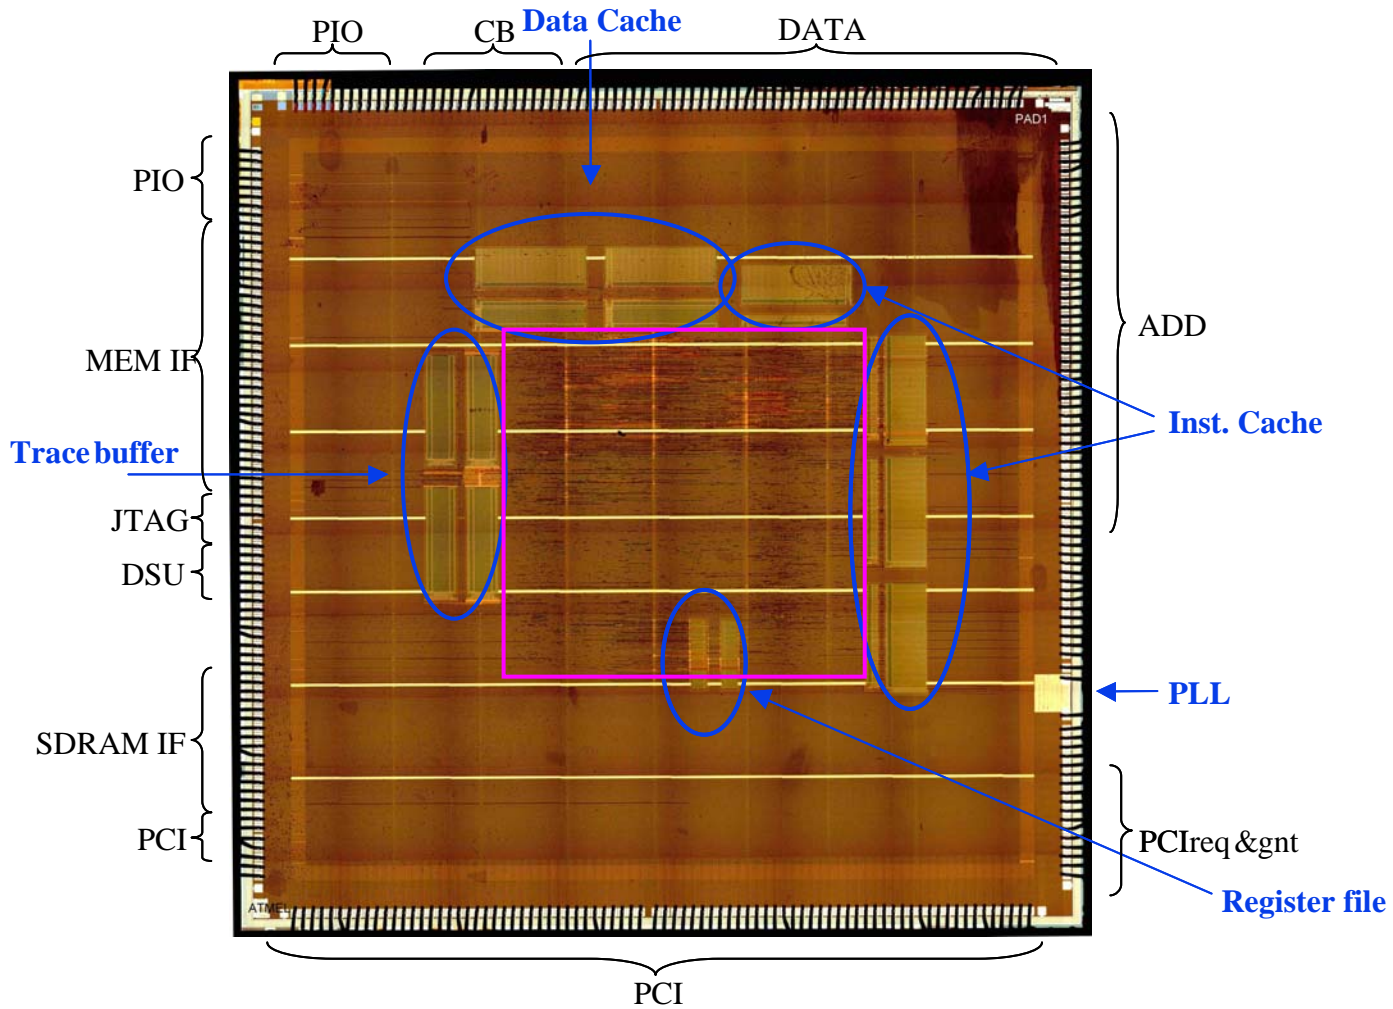 PIO
CB
Data Cache
DATA
PAD1
PIO
MEM IF
ADD
Inst. Cache
Trace buffer
JTAG
DSU
PLL
SDRAM IF
PCI
PCIreq &gnt
Register file
ATMEL
PCI